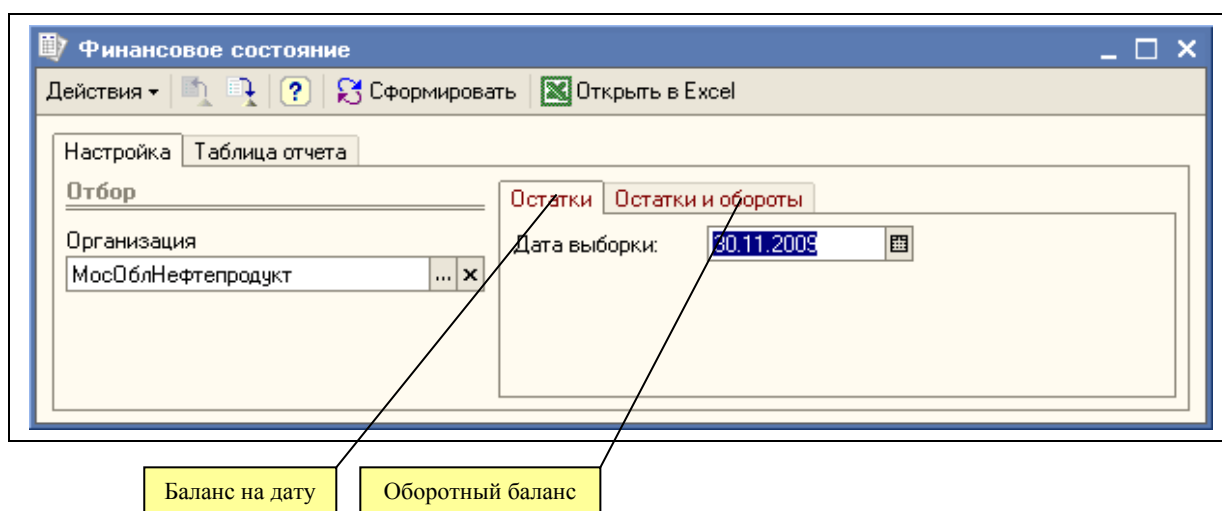 Финансовое состояние
Действия Сформировать Открыть в Excel
Настройка Таблица отчета
Отбор
Остатки Остатки и обороты
Организация
Дата выборки: 30.11.2009
МосОблНефтепродукт
Баланс на дату Оборотный баланс